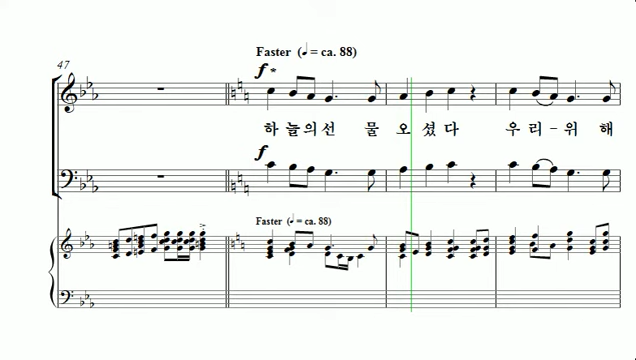 Faster (♩= ca. 88)
47
f *
하 늘의선 물 오 셨 다 우 리-위 해
f
Faster (♩= ca. 88)